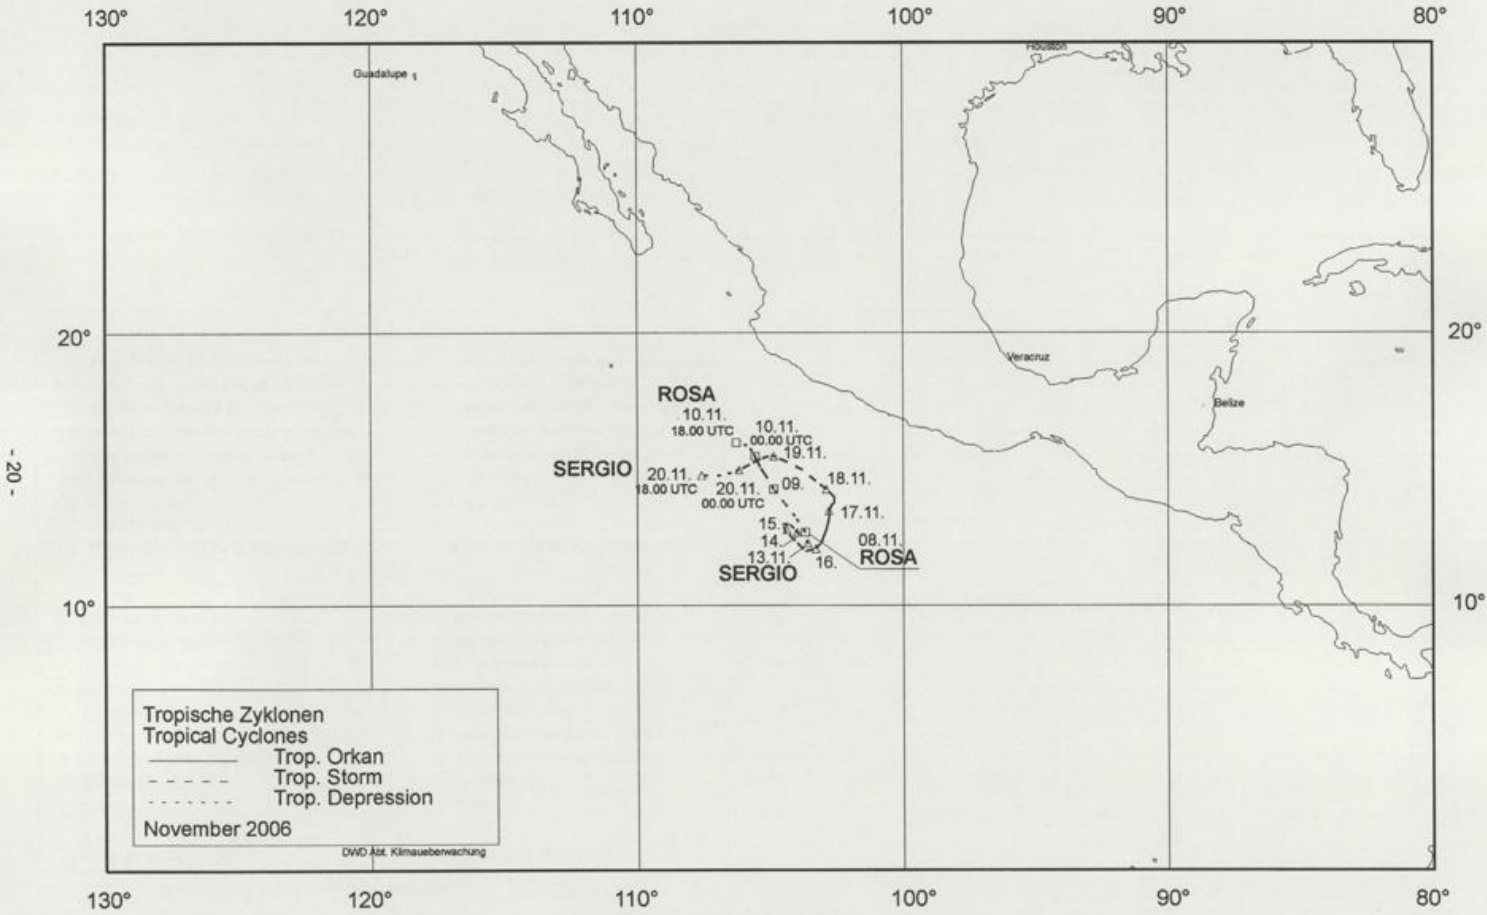 130° 120° 110° 100° 90° 80°
Houston
Guadalupe
20° 20°
Veracruz
Belize
ROSA
10.11.
18.00 UTC
10.11.
00.00 UTC
19.11.
SERGIO
20.11.
18.00 UTC
20.11.
00.00 UTC
09.
18.11.
17.11.
15.
14.
13.11.
16.
08.11.
ROSA
SERGIO
10° 10°
- 20 -
Tropische Zyklonen
Tropical Cyclones
Trop. Orkan
Trop. Storm
Trop. Depression
November 2006
DWD Abt. Klimaueberwachung
130° 120° 110° 100° 90° 80°